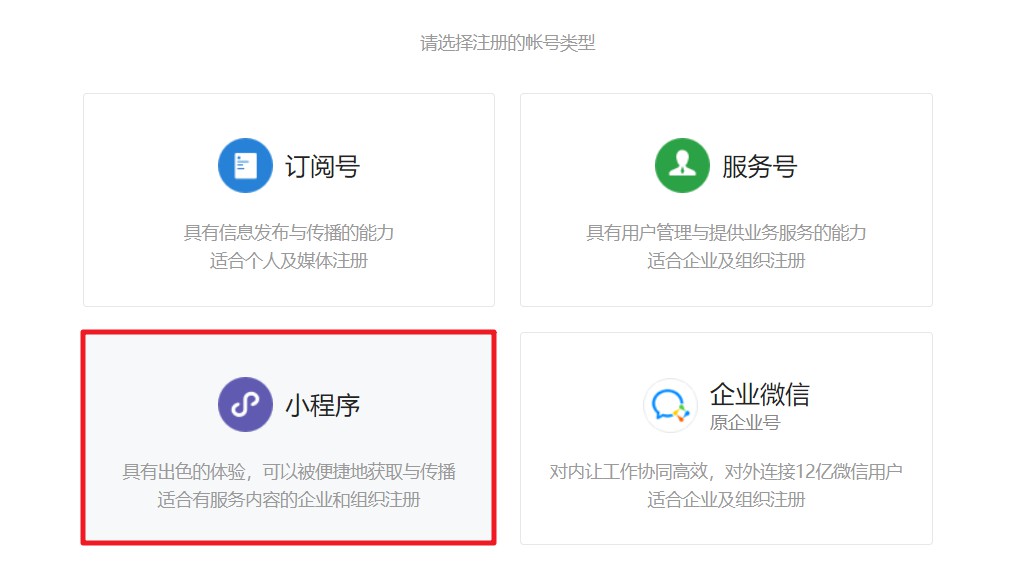 请选择注册的帐号类型
订阅号
具有信息发布与传播的能力
适合个人及媒体注册
服务号
具有用户管理与提供业务服务的能力
适合企业及组织注册
小程序
具有出色的体验，可以被便捷地获取与传播
适合有服务内容的企业和组织注册
企业微信
原企业号
对内让工作协同高效，对外连接12亿微信用户
适合企业及组织注册